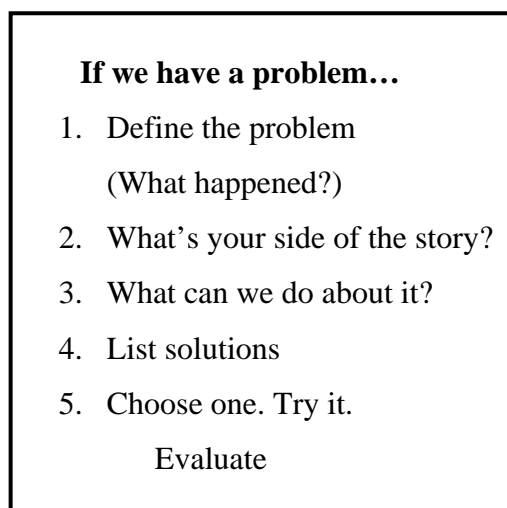 If we have a problem…
1. Define the problem
(What happened?)
2. What’s your side of the story?
3. What can we do about it?
4. List solutions
5. Choose one. Try it.
Evaluate